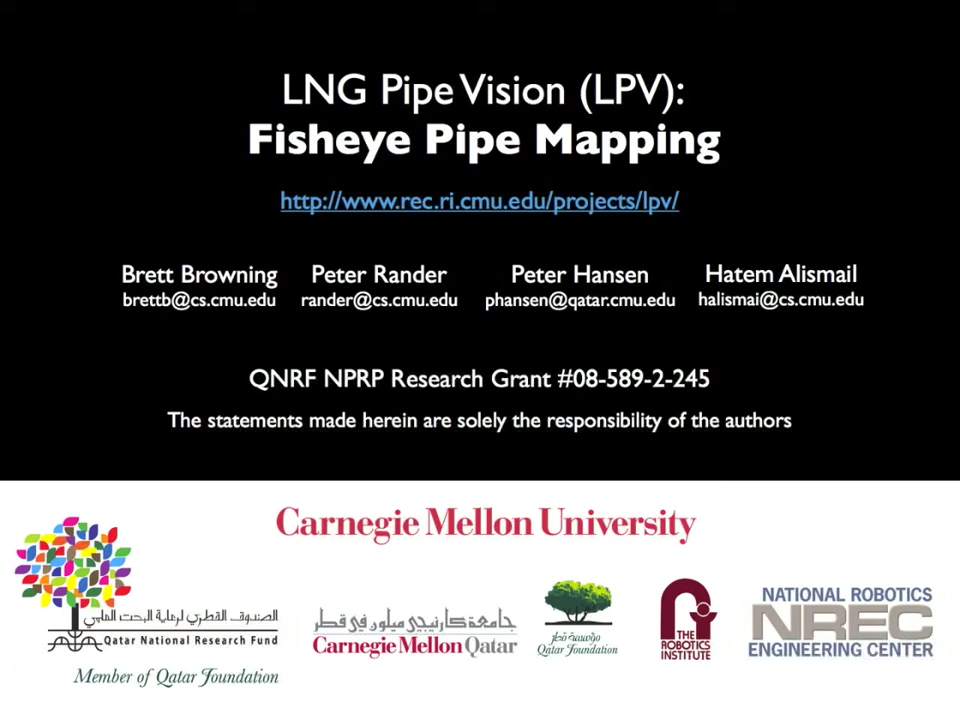 LNG Pipe Vision (LPV):
Fisheye Pipe Mapping
http://www.rec.ri.cmu.edu/projects/lpv/
Brett Browning Peter Rander Peter Hansen Hatem Alismail
brettb@cs.cmu.edu rander@cs.cmu.edu phansen@qatar.cmu.edu halismai@cs.cmu.edu
QNRF NPRP Research Grant #08-589-2-245
The statements made herein are solely the responsibility of the authors
Carnegie Mellon University
الصندوق القطري لرعاية البحث العلمي
Qatar National Research Fund
Member of Qatar Foundation
جامعة كارنيجي ميلون في قطر
Carnegie Mellon Qatar
مؤسسة قطر
Qatar Foundation
THE
ROBOTICS
INSTITUTE
NATIONAL ROBOTICS
NREC
ENGINEERING CENTER